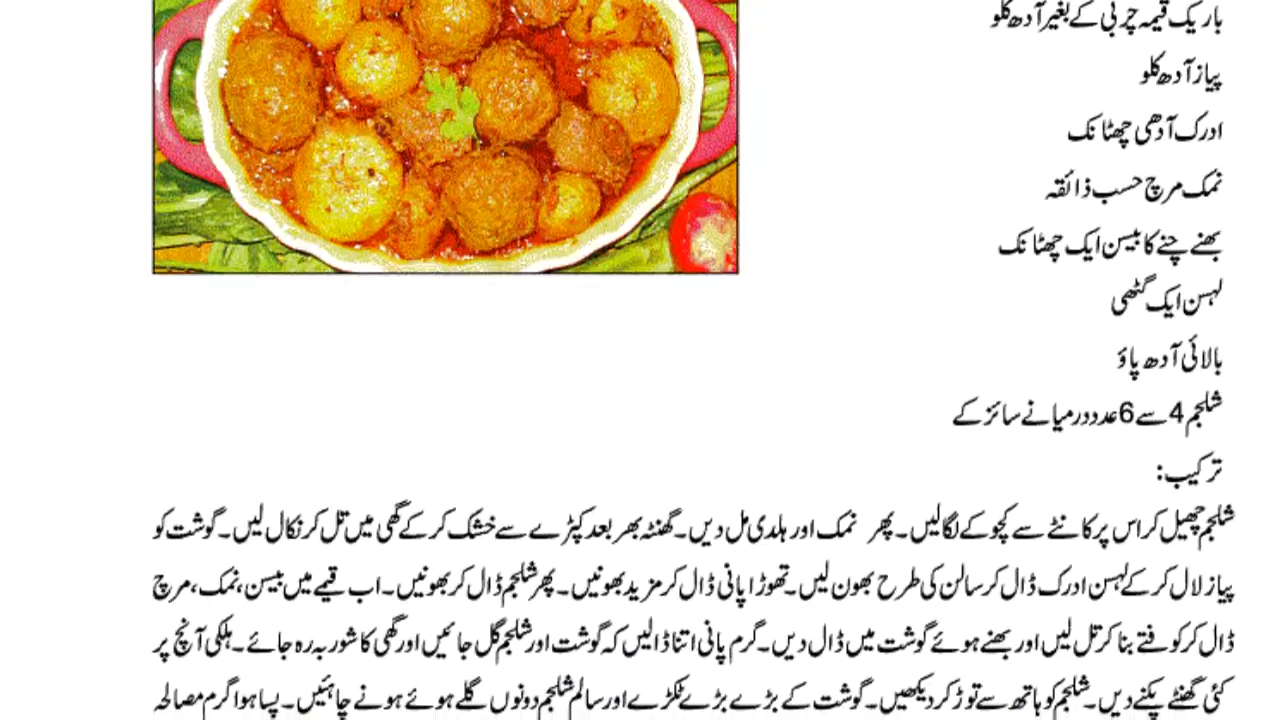 باریک قیمہ چربی کے بغیر آدھ کلو
پیاز آدھ کلو
ادرک آدھی چھٹانک
نمک مرچ حسب ذائقہ
بھنے چنے کا بیسن ایک چھٹانک
لہسن ایک گٹھی
بالائی آدھ پاؤ
شلجم 4 سے 6 عدد درمیانے سائز کے
ترکیب:
شلجم چھیل کر اس پر کانٹے سے کچوکے لگالیں۔ پھر نمک اور ہلدی مل دیں۔ گھنٹہ بھر بعد کپڑے سے خشک کر کے گھی میں تل کر نکال لیں۔ گوشت کو
پیاز لال کر کے لہسن ادرک ڈال کر سالن کی طرح بھون لیں۔ تھوڑا پانی ڈال کر مزید بھونیں۔ پھر شلجم ڈال کر بھونیں۔ اب قیمے میں بیسن، نمک، مرچ
ڈال کر کوفتے بنا کر تل لیں اور بھنے ہوئے گوشت میں ڈال دیں۔ گرم پانی اتنا ڈالیں کہ گوشت اور شلجم گل جائیں اور گھی کا شوربہ رہ جائے۔ ہلکی آنچ پر
کئی گھنٹے پکنے دیں۔ شلجم کو ہاتھ سے توڑ کر دیکھیں۔ گوشت کے بڑے بڑے ٹکڑے اور سالم شلجم دونوں گلے ہوئے ہونے چاہئیں۔ پسا ہوا گرم مصالحہ